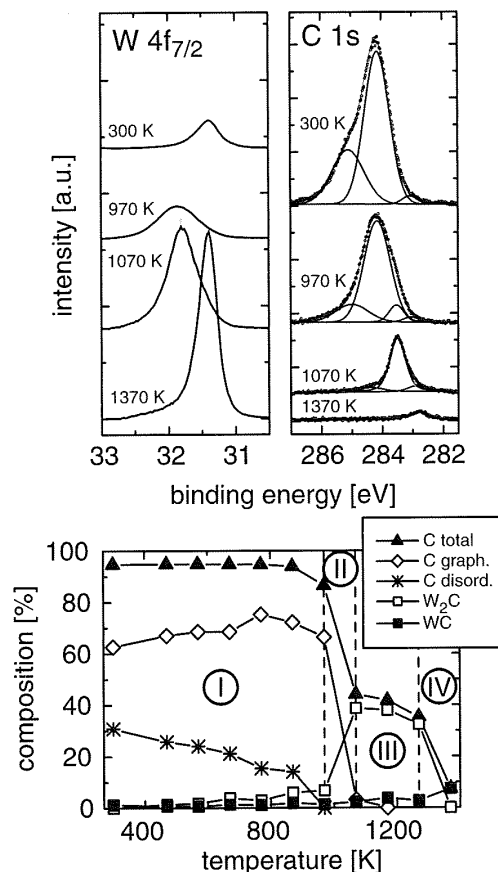 W 4f7/2
C 1s
300 K
970 K
1070 K
1370 K
300 K
970 K
1070 K
1370 K
intensity [a.u.]
33 32 31
286 284 282
binding energy [eV]
C total
C graph.
C disord.
W2C
WC
I
II
III
IV
100
80
60
40
20
0
composition [%]
400 800 1200
temperature [K]